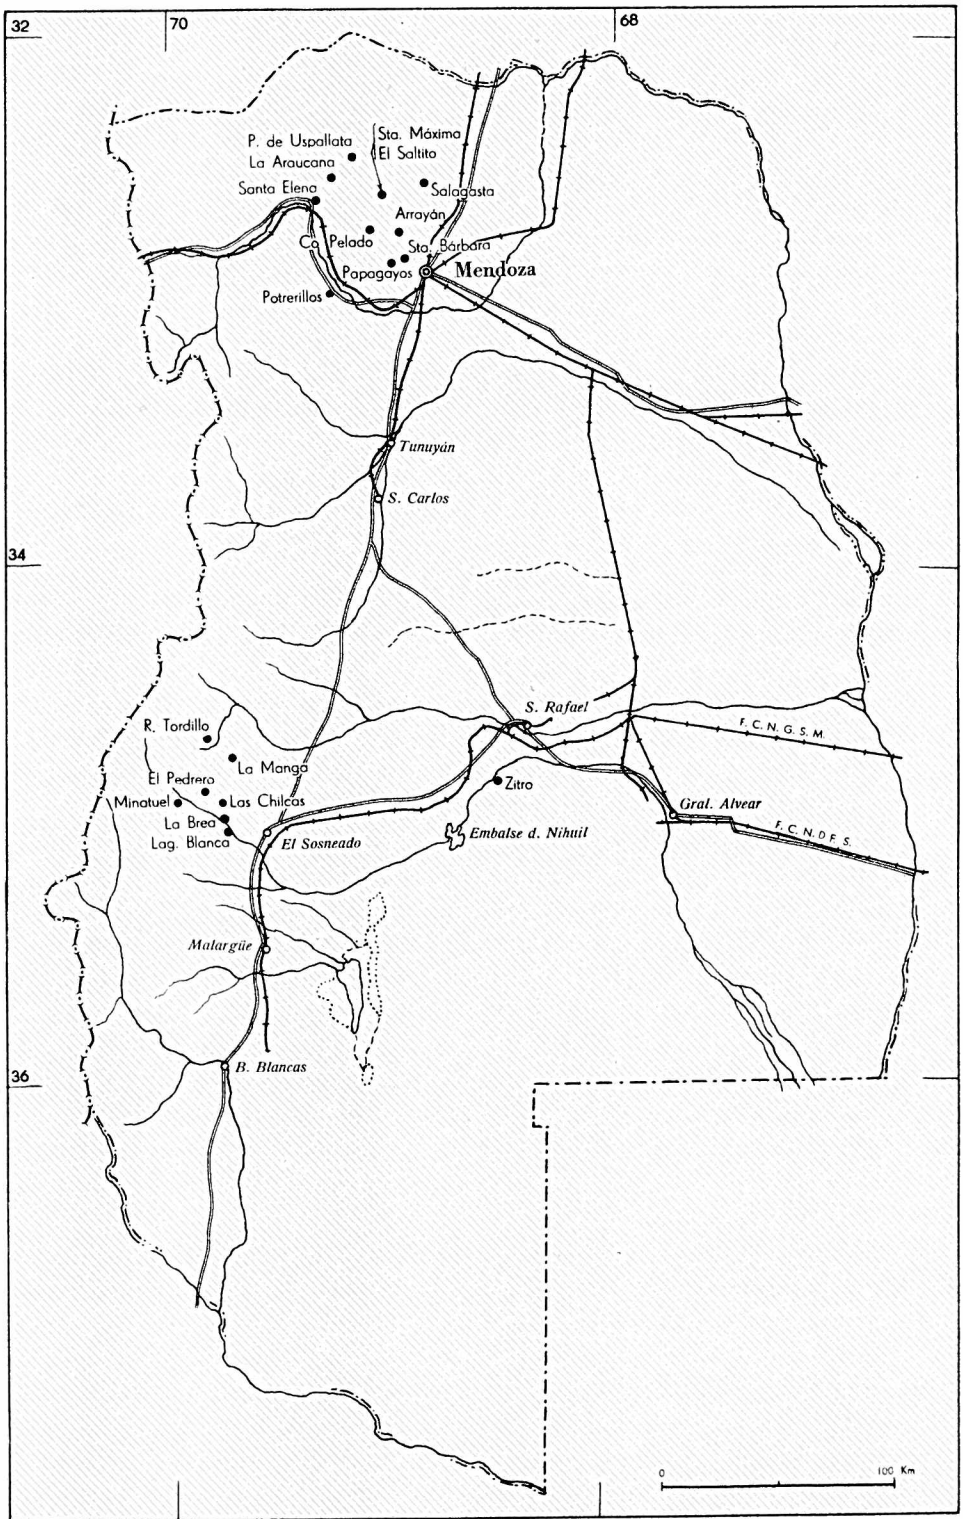 32
70
68
P. de Uspallata
La Araucana
Santa Elena
Sta. Máxima
El Saltito
Salagasta
Arrayán
Co Pelado
Sta. Bárbara
Papagayos
Mendoza
Potrerillos
Tunuyán
S. Carlos
34
S. Rafael
R. Tordillo
La Manga
F. C. N. G. S. M.
El Pedrero
Minatuel
Las Chilcas
Zitro
La Brea
Lag. Blanca
El Sosneado
Embalse d. Nihuil
Gral. Alvear
F. C. N. D F. S.
Malargüe
B. Blancas
36
0
100 Km